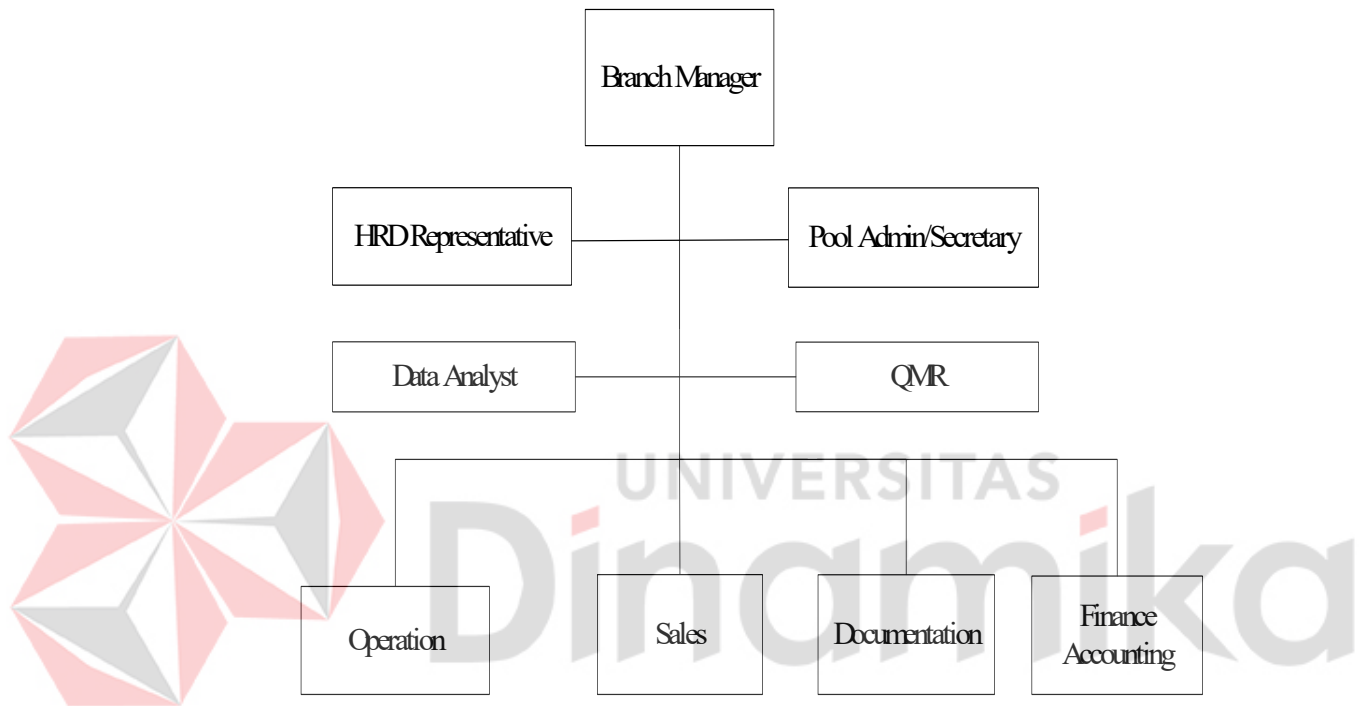 Branch Manager
HRD Representative
Pool Admin/Secretary
Data Analyst
QMR
UNIVERSITAS
Dinamika
Operation
Sales
Documentation
Finance
Accounting